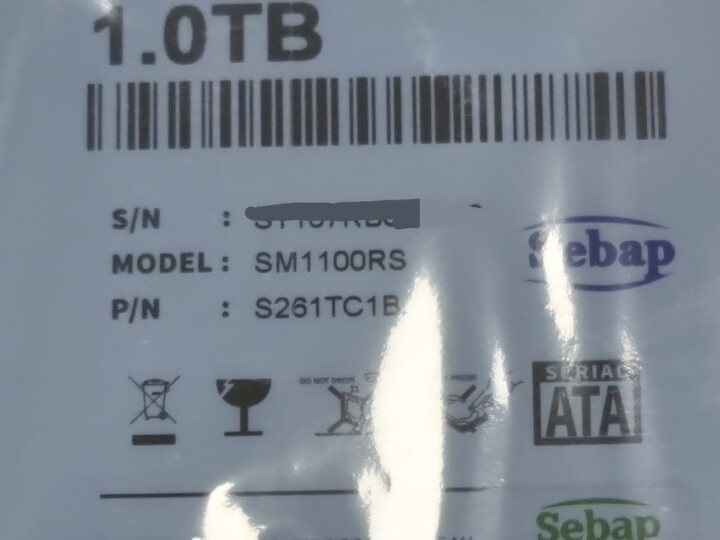 1.0TB
S/N :
MODEL : SM1100RS Sebap
P/N : S261TC1B
DO NOT DROP
SERIAL
ATA
Sebap